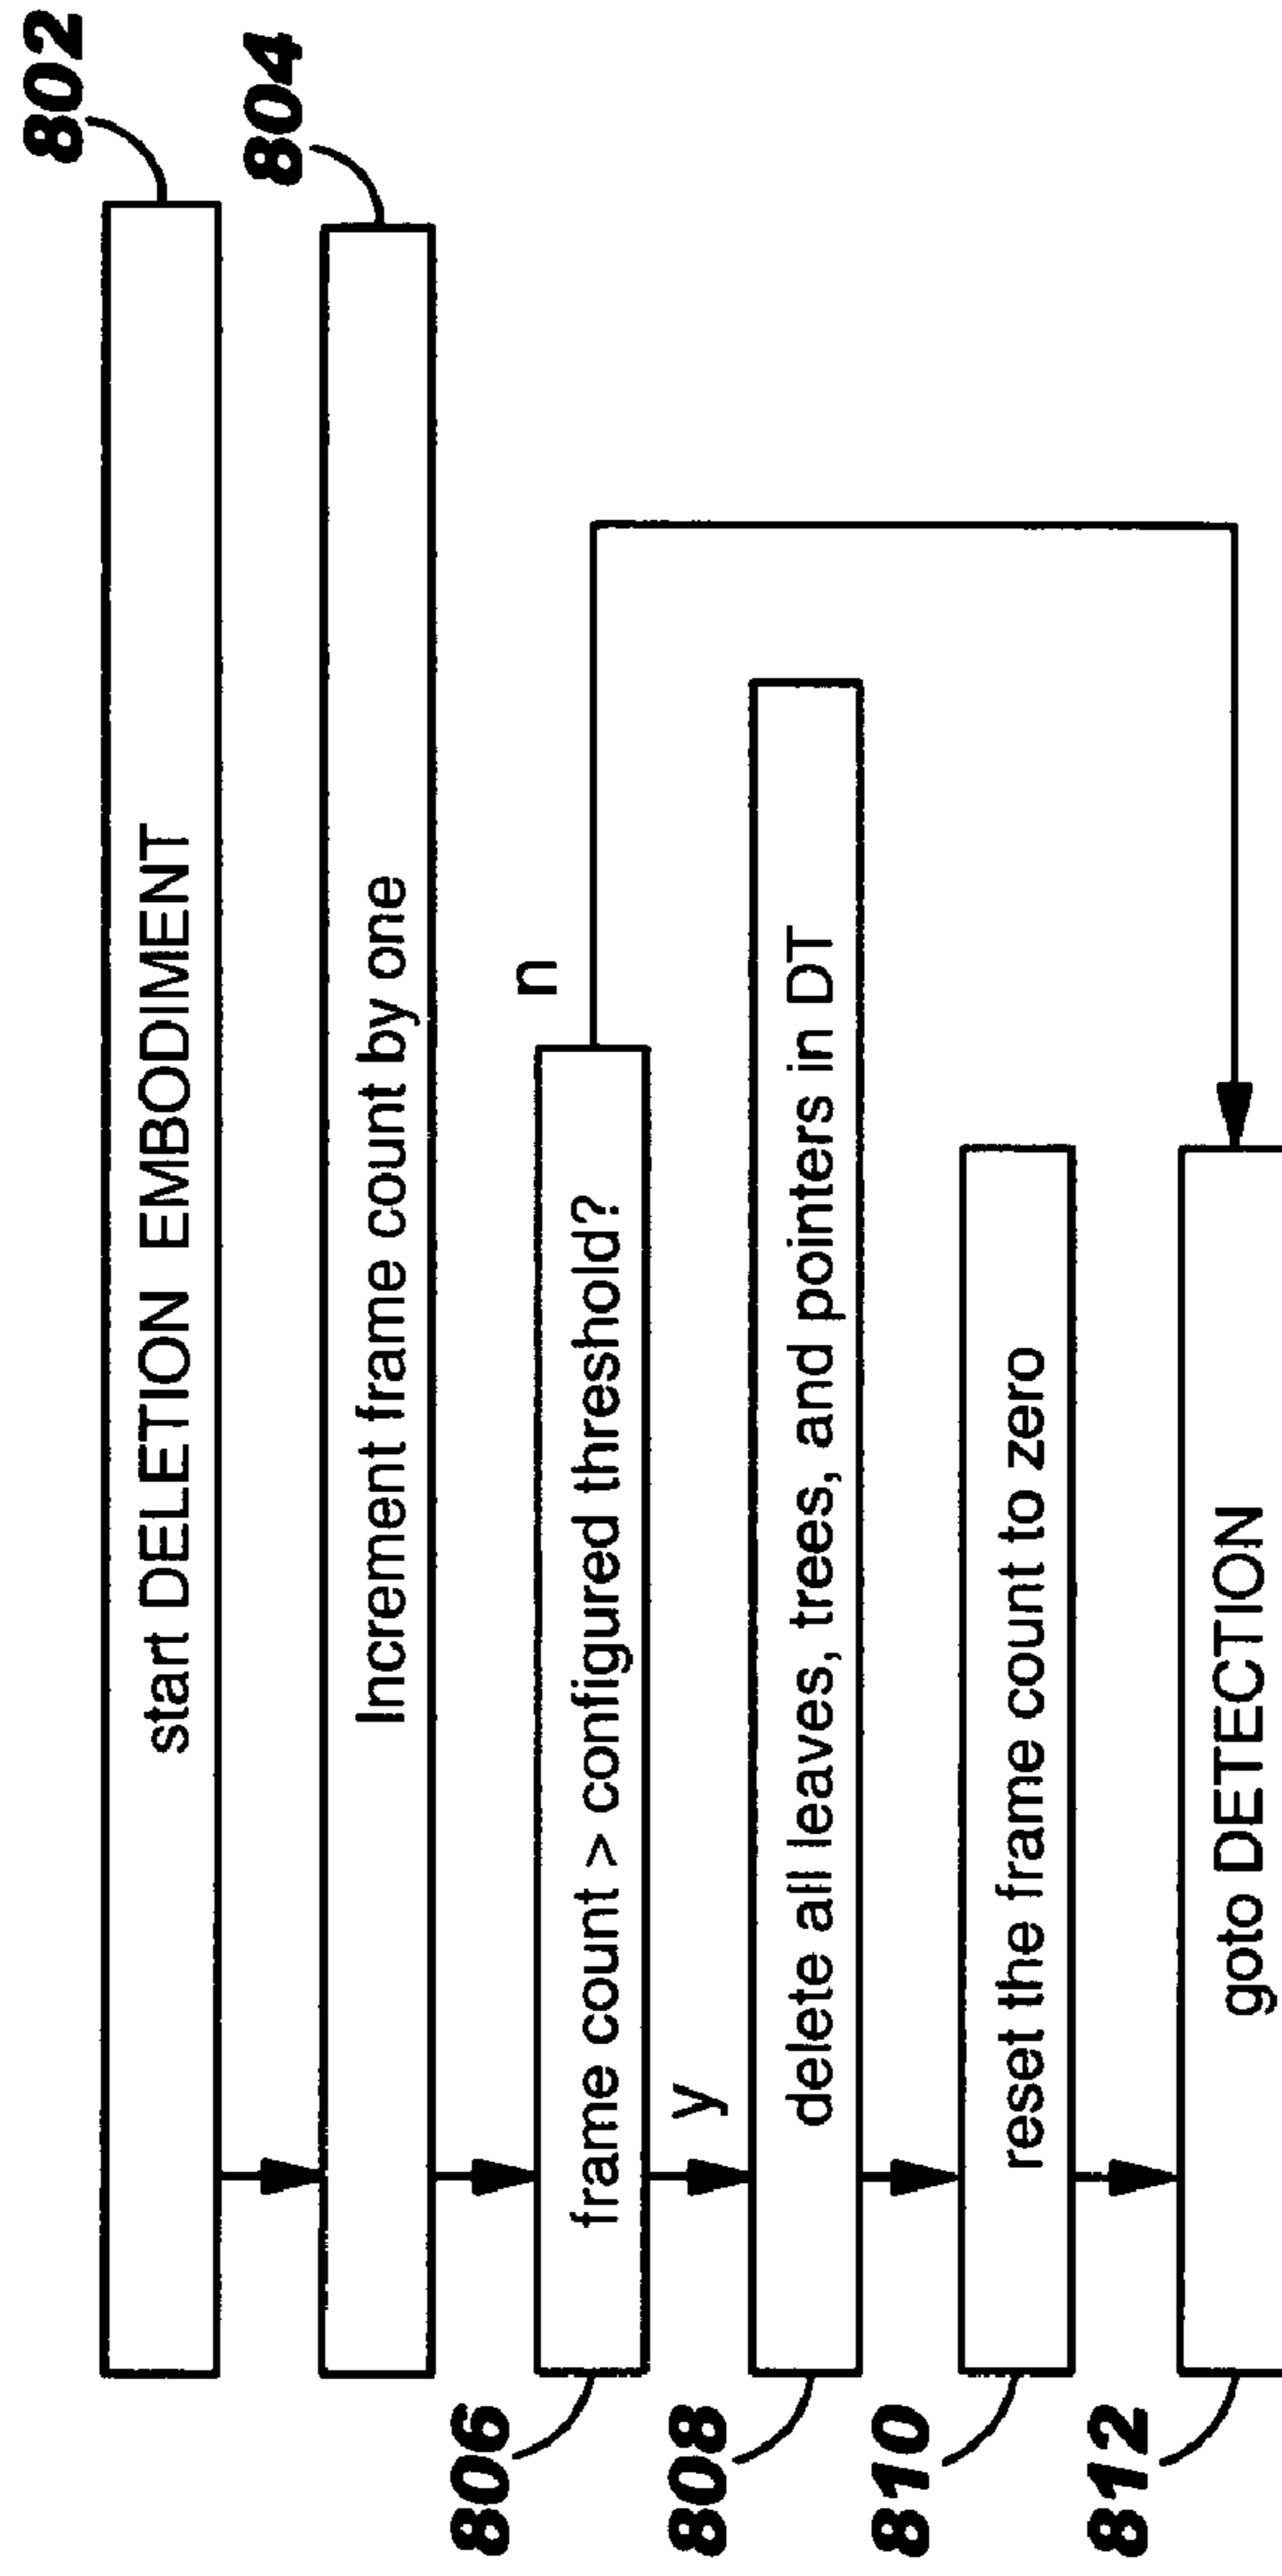 802
start DELETION EMBODIMENT
804
Increment frame count by one
806
frame count > configured threshold?
n
y
808
delete all leaves, trees, and pointers in DT
810
reset the frame count to zero
812
goto DETECTION